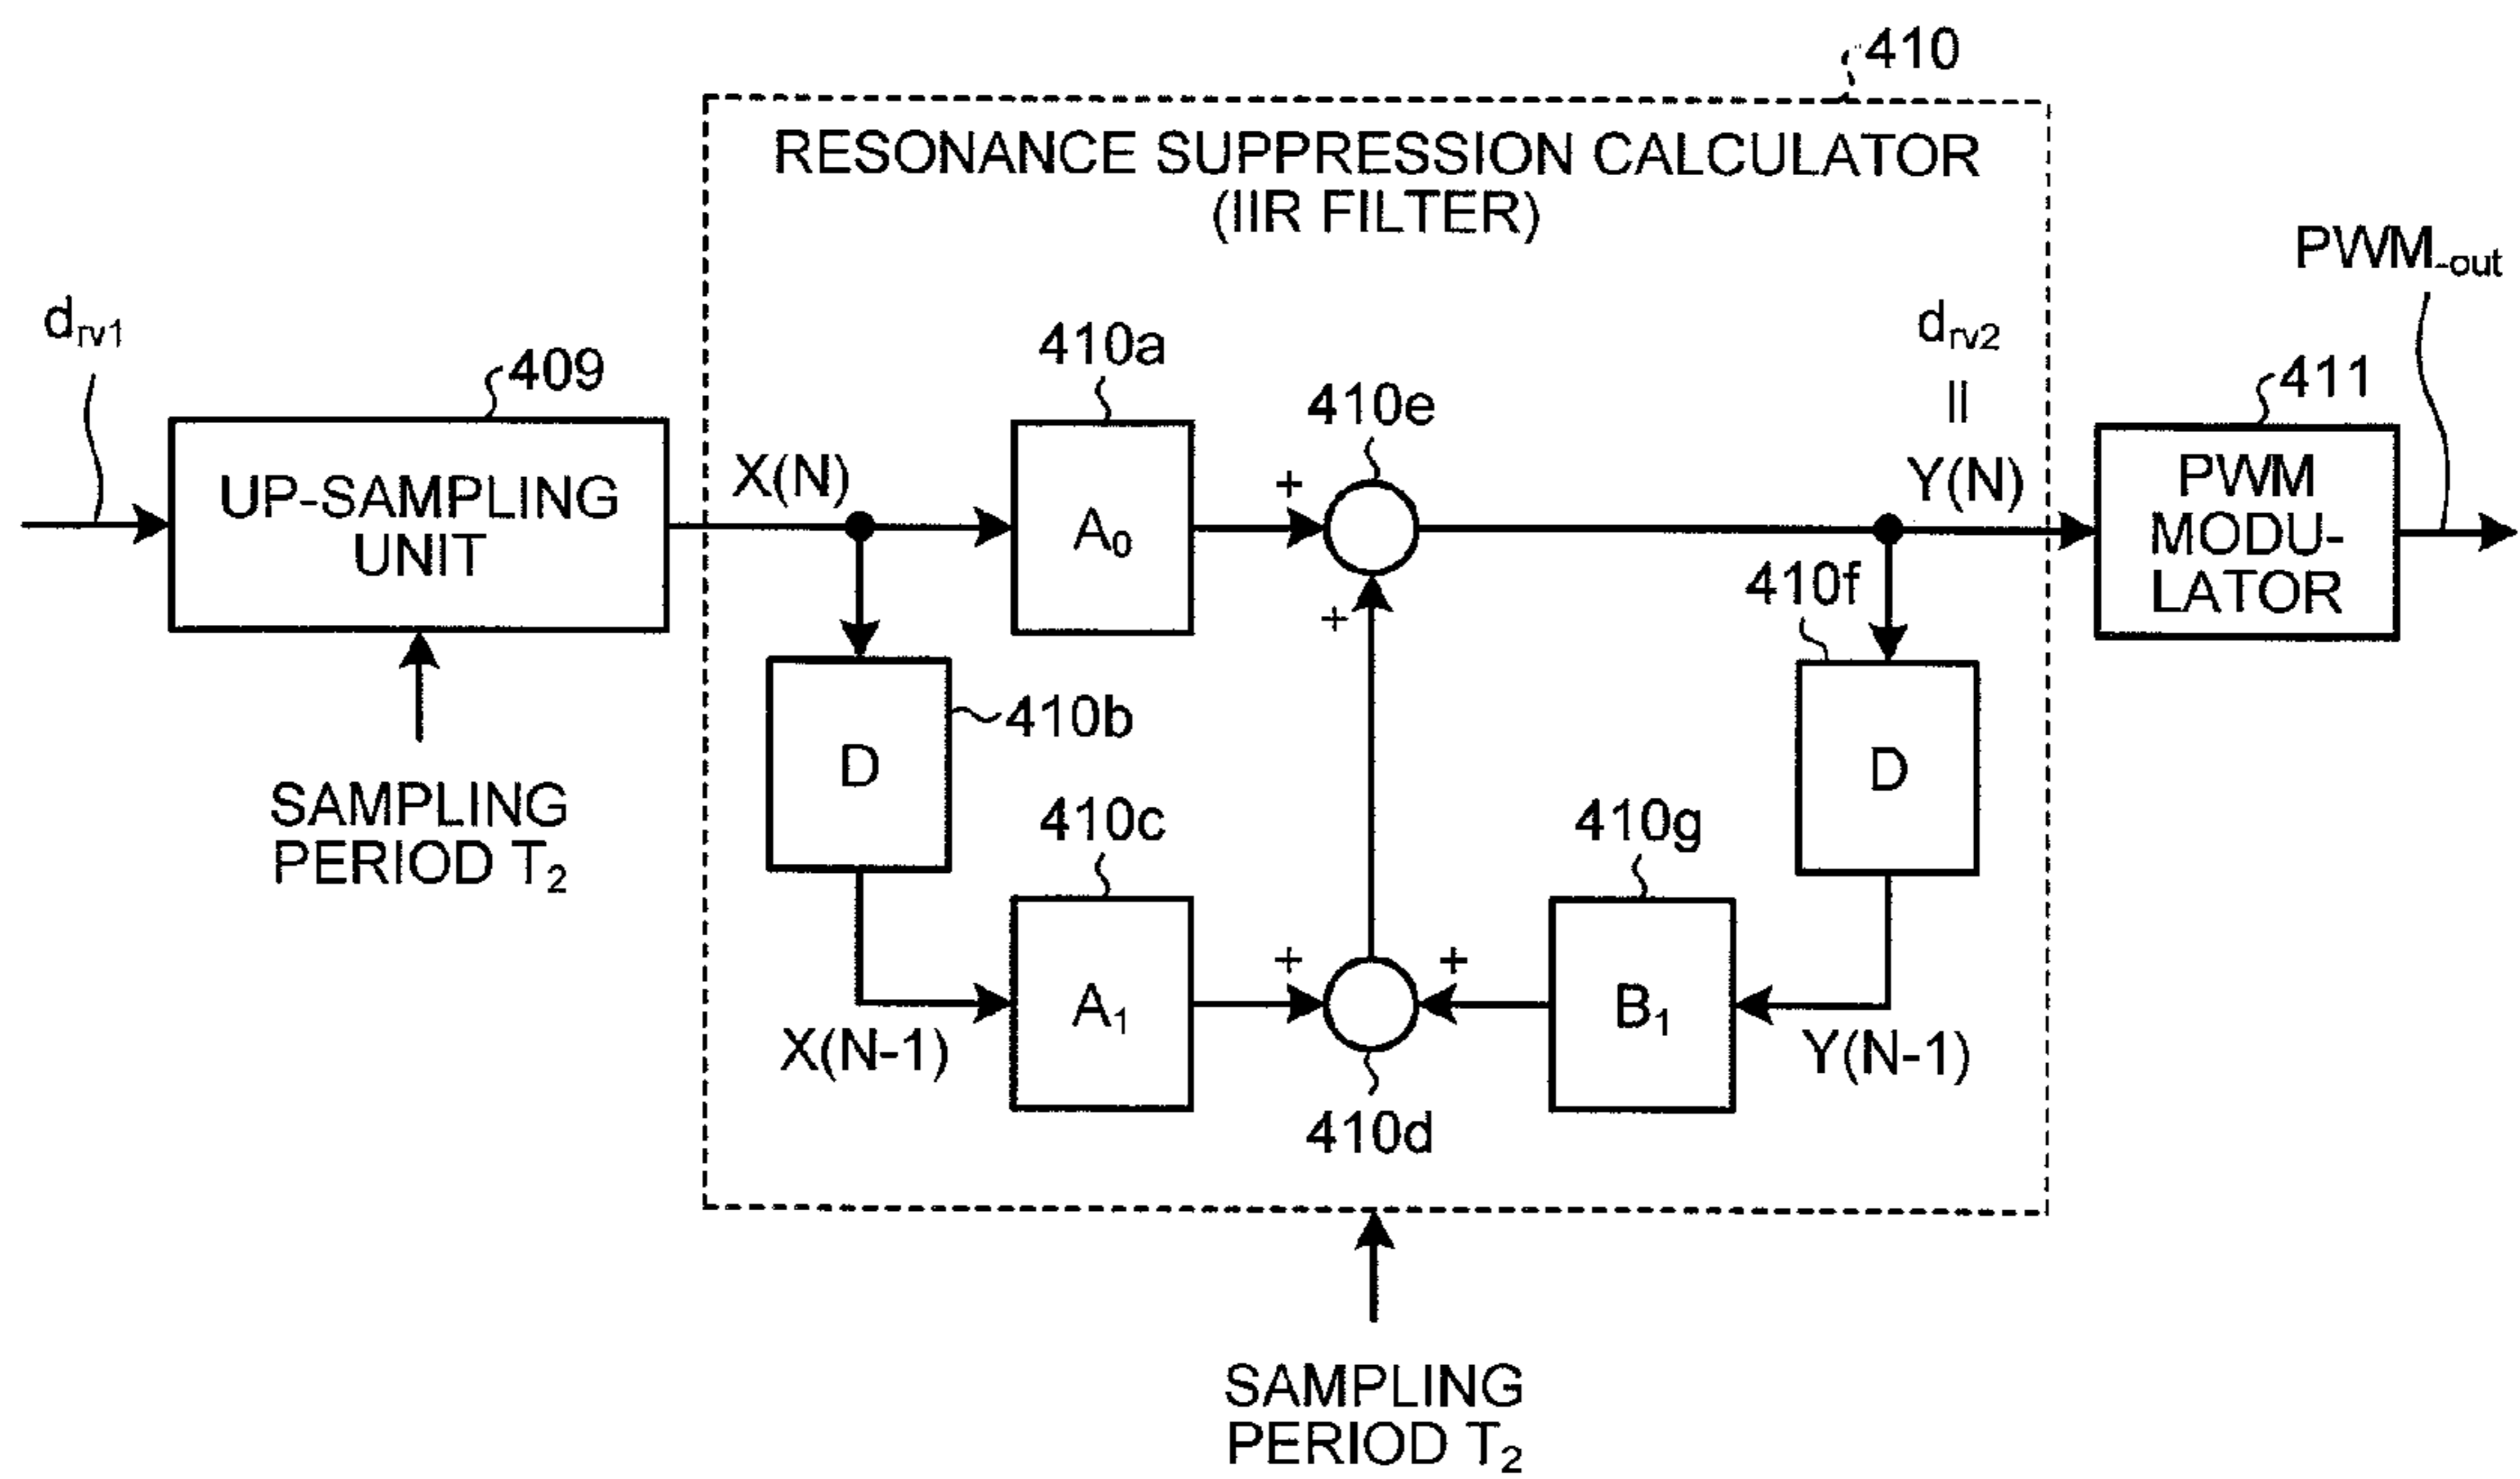 410
RESONANCE SUPPRESSION CALCULATOR
(IIR FILTER)
PWM-out
drv1
409
410a
410e
drv2
=
411
UP-SAMPLING
UNIT
X(N)
A0
+
+
Y(N)
PWM
MODU-
LATOR
410f
SAMPLING
PERIOD T2
D
410b
D
410c
410g
A1
+
+
B1
X(N-1)
Y(N-1)
410d
SAMPLING
PERIOD T2